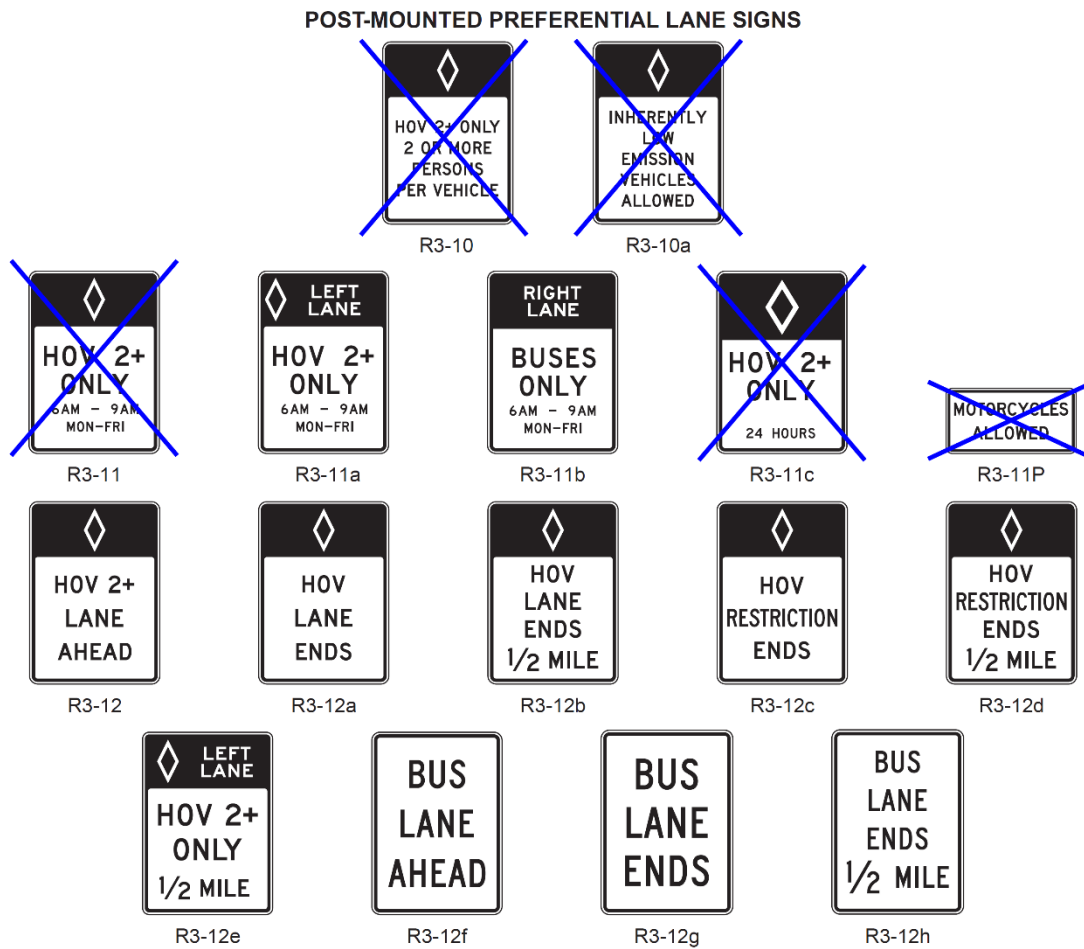 POST-MOUNTED PREFERENTIAL LANE SIGNS
HOV 2+ ONLY
2 OR MORE
PERSONS
PER VEHICLE
R3-10
INHERENTLY
LOW
EMISSION
VEHICLES
ALLOWED
R3-10a
HOV 2+
ONLY
6AM – 9AM
MON-FRI
R3-11
LEFT
LANE
HOV 2+
ONLY
6AM – 9AM
MON-FRI
R3-11a
RIGHT
LANE
BUSES
ONLY
6AM – 9AM
MON-FRI
R3-11b
HOV 2+
ONLY
24 HOURS
R3-11c
MOTORCYCLES
ALLOWED
R3-11P
HOV 2+
LANE
AHEAD
R3-12
HOV
LANE
ENDS
R3-12a
HOV
LANE
ENDS
1/2 MILE
R3-12b
HOV
RESTRICTION
ENDS
R3-12c
HOV
RESTRICTION
ENDS
1/2 MILE
R3-12d
LEFT
LANE
HOV 2+
ONLY
1/2 MILE
R3-12e
BUS
LANE
AHEAD
R3-12f
BUS
LANE
ENDS
R3-12g
BUS
LANE
ENDS
1/2 MILE
R3-12h